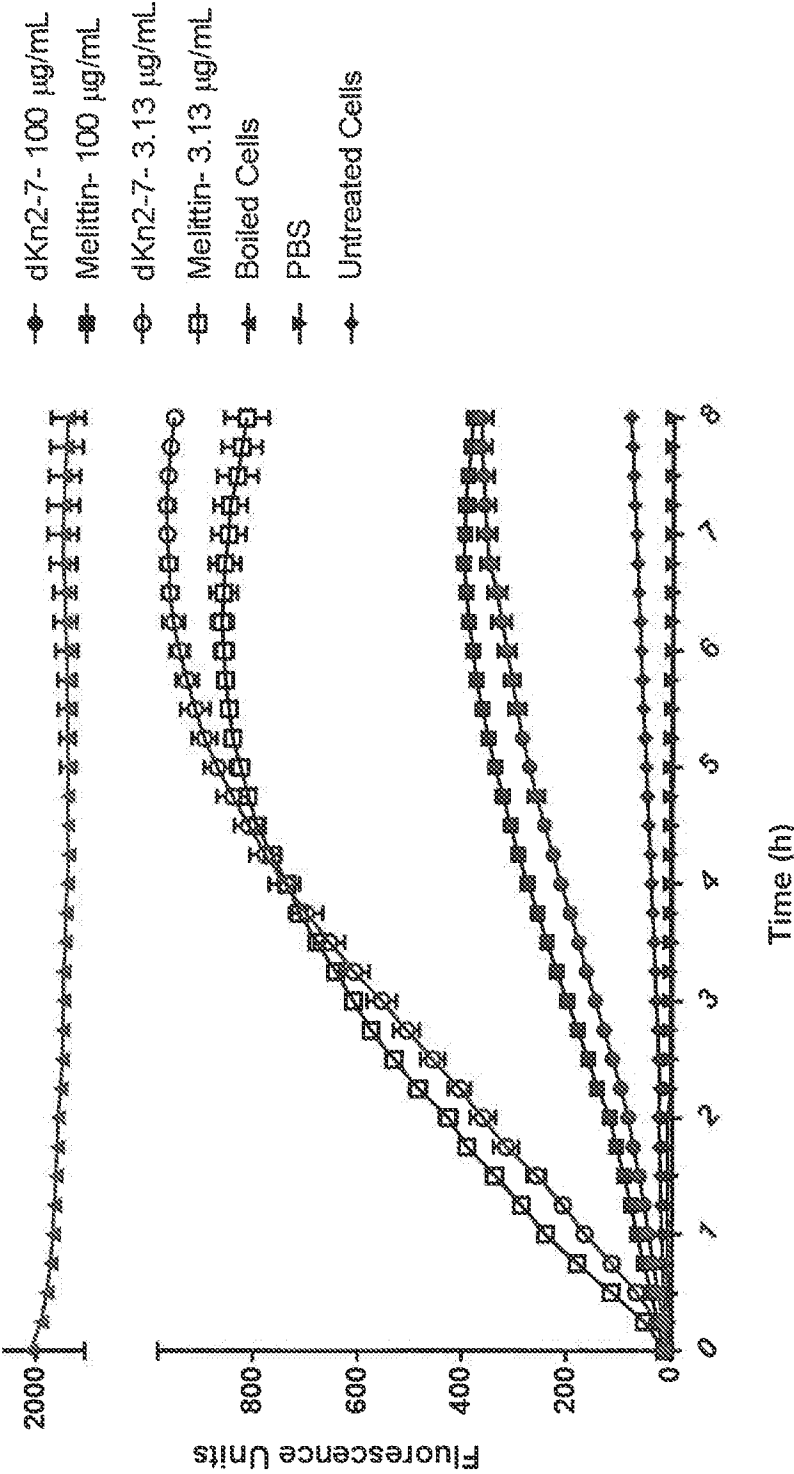 dKn2-7- 100 µg/mL
Melittin- 100 µg/mL
dKn2-7- 3.13 µg/mL
Melittin- 3.13 µg/mL
Boiled Cells
PBS
Untreated Cells
2000
800
600
400
200
0
Fluorescence Units
0 1 2 3 4 5 6 7 8
Time (h)